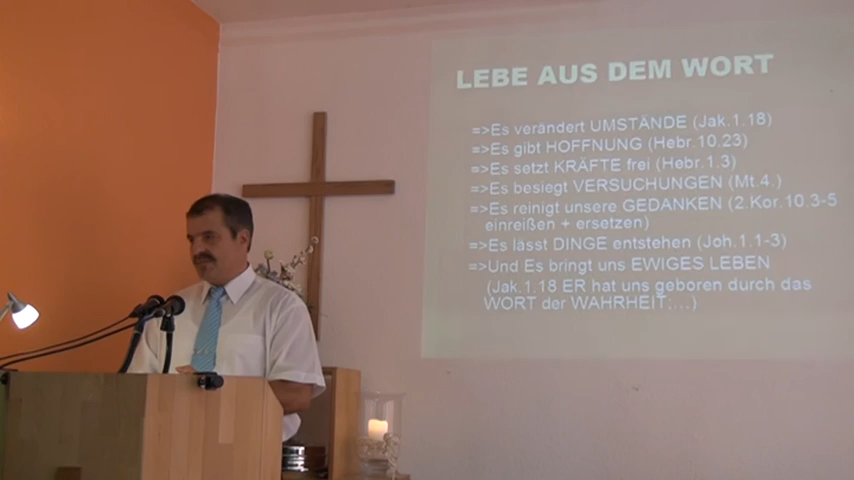 LEBE AUS DEM WORT
=>Es verändert UMSTÄNDE (Jak.1.18)
=>Es gibt HOFFNUNG (Hebr.10.23)
=>Es setzt KRÄFTE frei (Hebr.1.3)
=>Es besiegt VERSUCHUNGEN (Mt.4.)
=>Es reinigt unsere GEDANKEN (2.Kor.10.3-5
einreißen + ersetzen)
=>Es lässt DINGE entstehen (Joh.1.1-3)
=>Und Es bringt uns EWIGES LEBEN
(Jak.1.18 ER hat uns geboren durch das
WORT der WAHRHEIT;...)